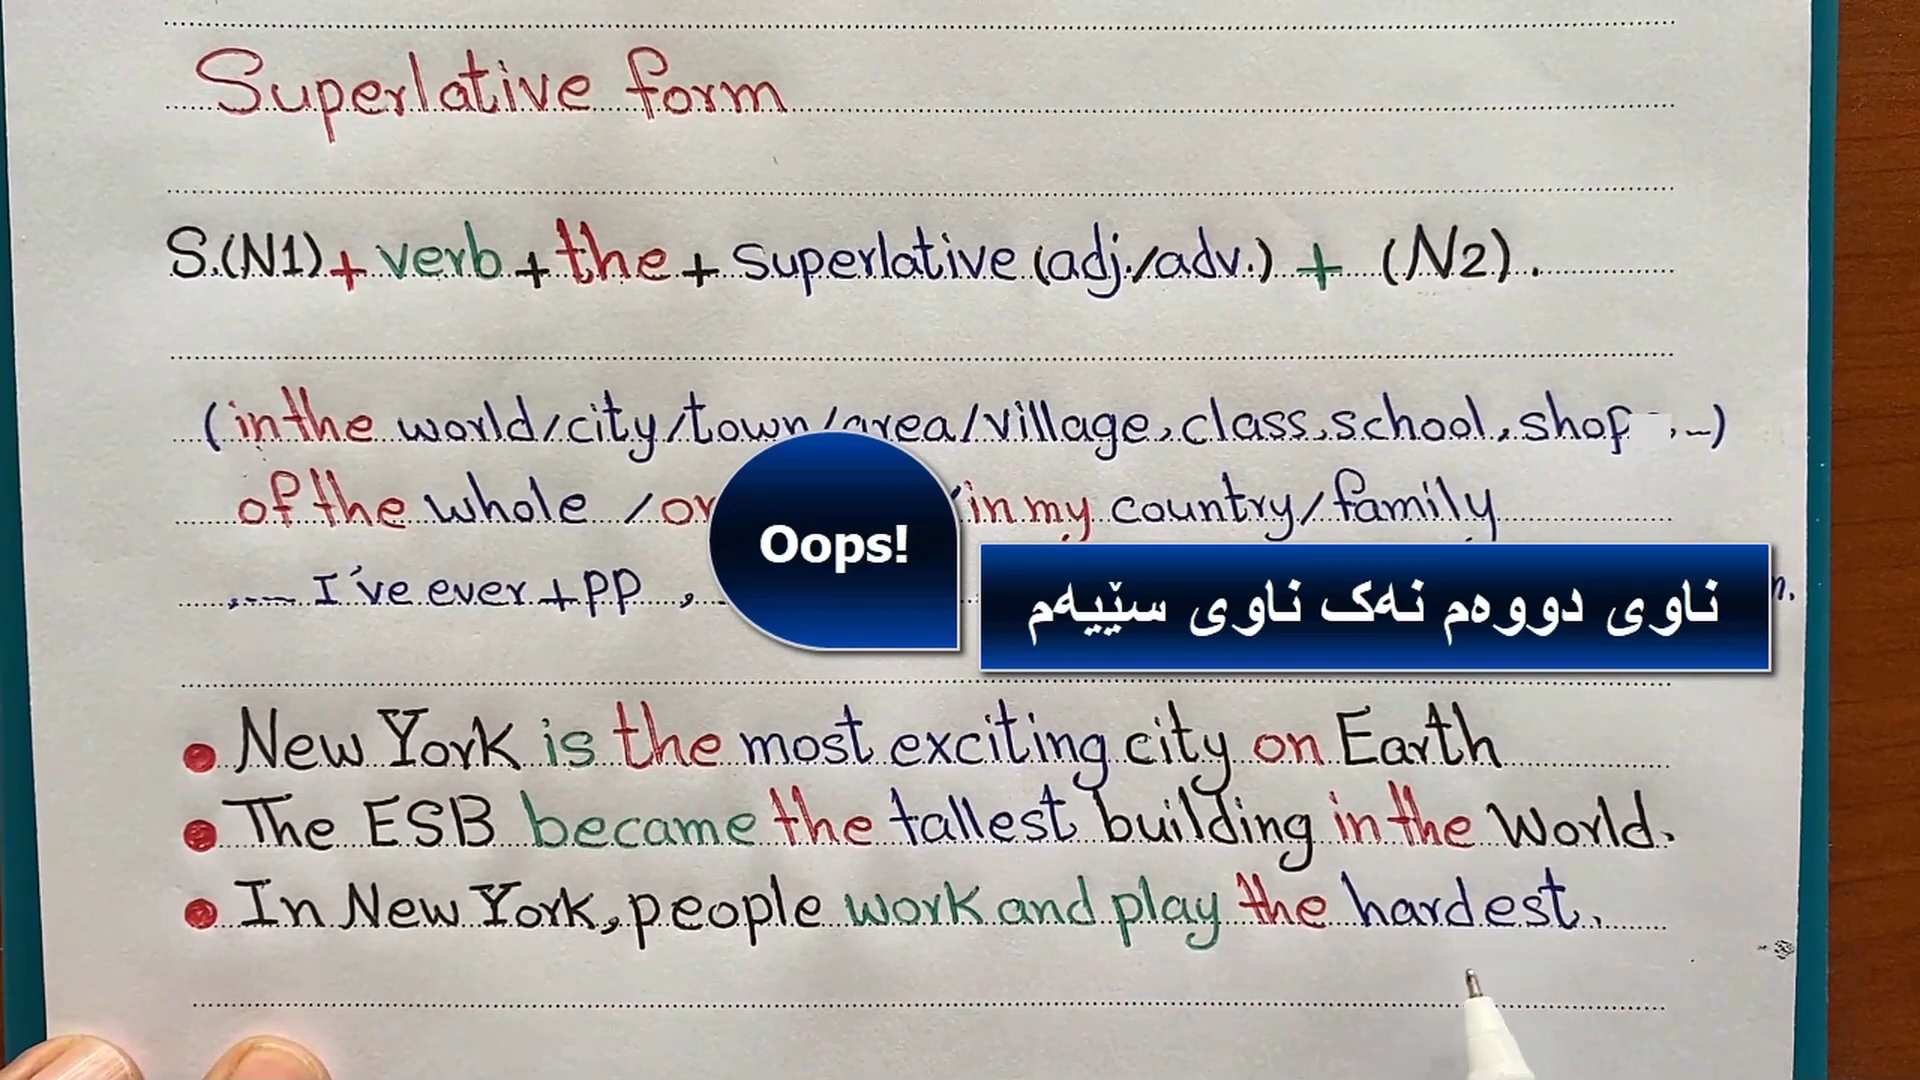 Superlative form
S.(N1) + verb + the + superlative (adj./adv.) + (N2).
(in the world/city/town/area/village, class, school, shop
of the whole / in my country/family
I've ever + PP ,
Oops!
ناوی دووەم نەک ناوی سێیەم
New York is the most exciting city on Earth
The ESB became the tallest building in the World.
In New York, people work and play the hardest.